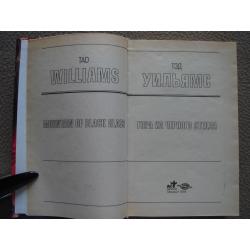 TAD
WILLIAMS
MOUNTAIN OF BLACK GLASS
ТЭД
УИЛЬЯМС
ГОРА ИЗ ЧЕРНОГО СТЕКЛА